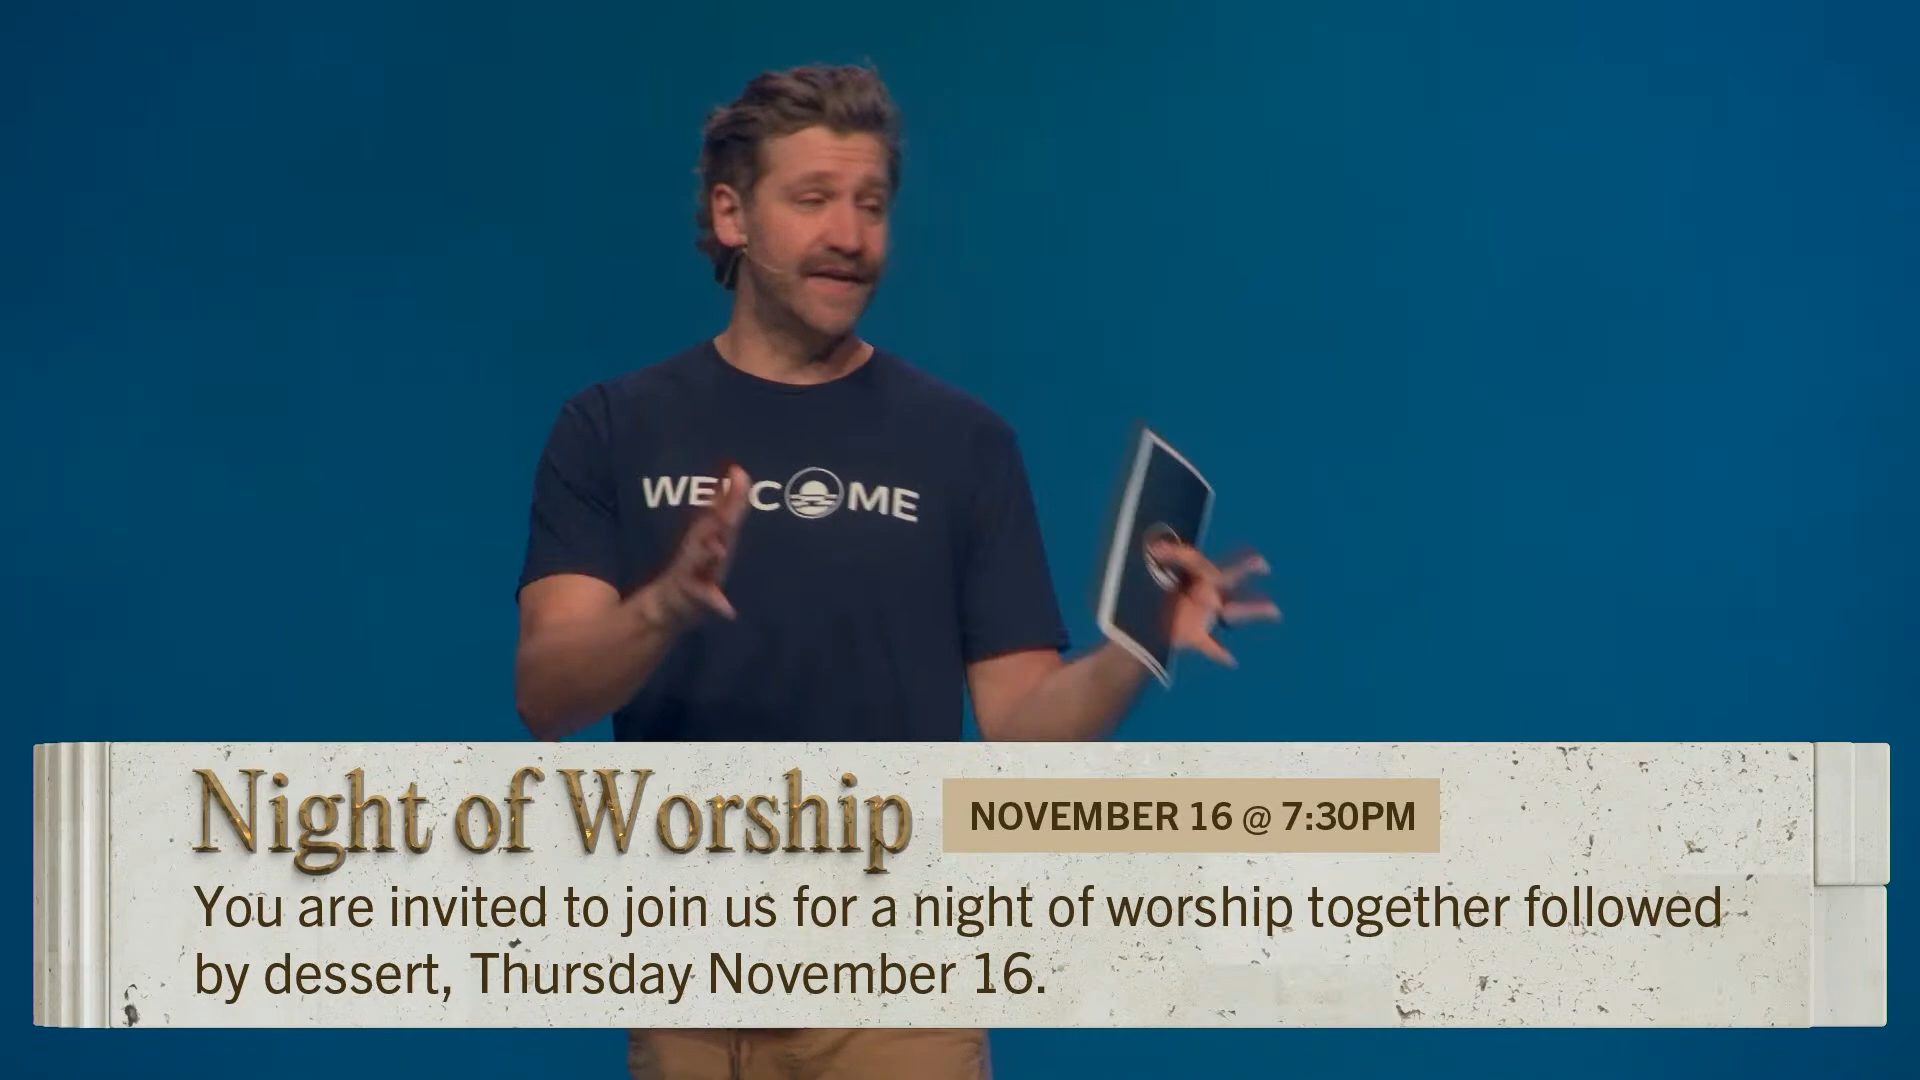 WELCOME
Night of Worship
NOVEMBER 16 @ 7:30PM
You are invited to join us for a night of worship together followed
by dessert, Thursday November 16.